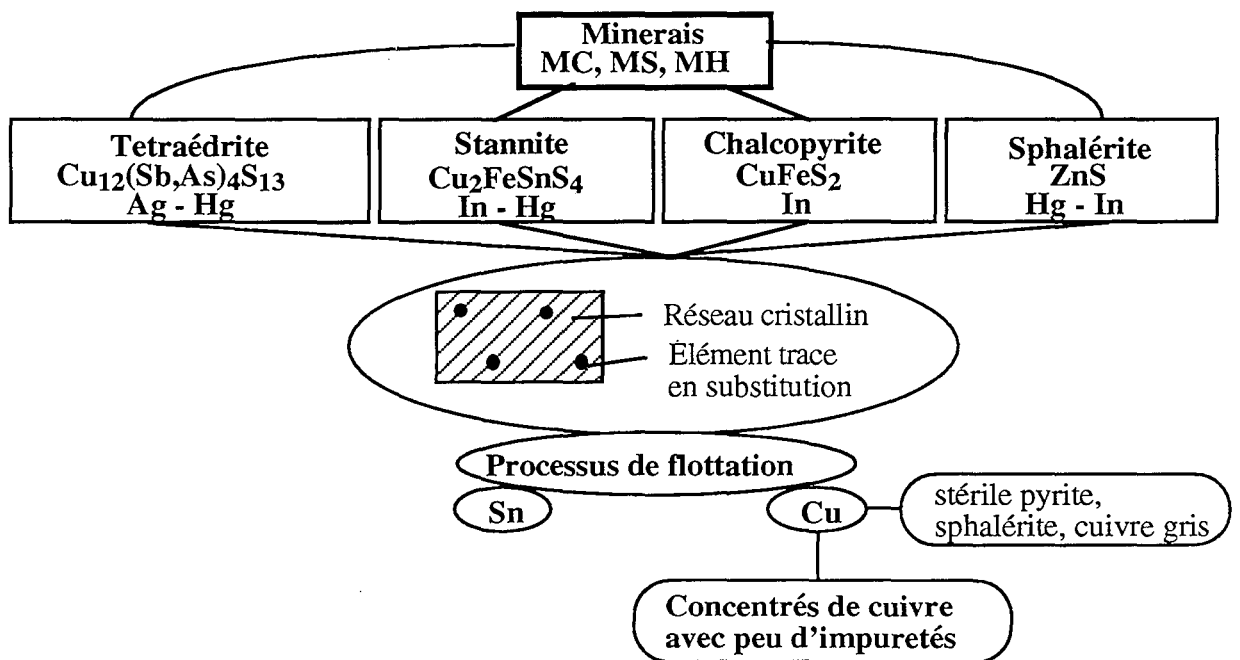 Minerais
MC, MS, MH
Tetraédrite
Cu12(Sb,As)4S13
Ag - Hg
Stannite
Cu2FeSnS4
In - Hg
Chalcopyrite
CuFeS2
In
Sphalérite
ZnS
Hg - In
Réseau cristallin
Élément trace
en substitution
Processus de flottation
Sn
Cu
stérile pyrite,
sphalérite, cuivre gris
Concentrés de cuivre
avec peu d'impuretés